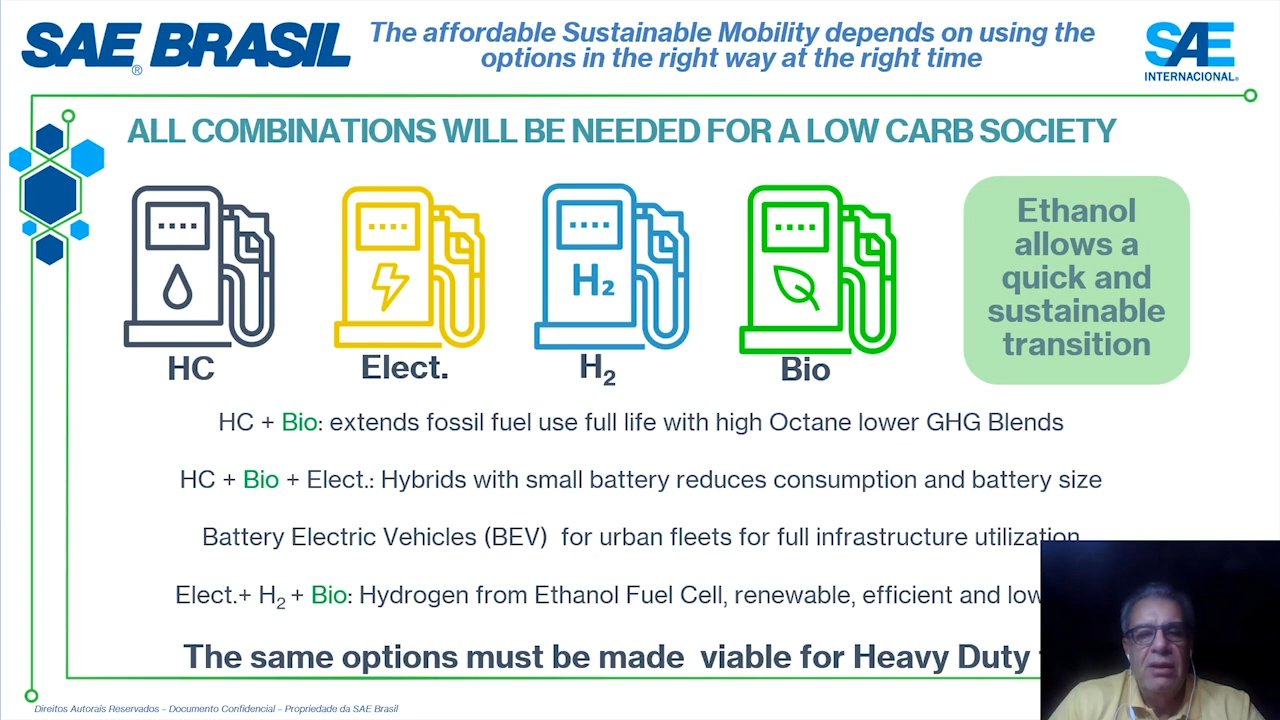 SAE BRASIL®
The affordable Sustainable Mobility depends on using the
options in the right way at the right time
SAE
INTERNACIONAL®
ALL COMBINATIONS WILL BE NEEDED FOR A LOW CARB SOCIETY
H2
HC
Elect.
H2
Bio
Ethanol
allows a
quick and
sustainable
transition
HC + Bio: extends fossil fuel use full life with high Octane lower GHG Blends
HC + Bio + Elect.: Hybrids with small battery reduces consumption and battery size
Battery Electric Vehicles (BEV) for urban fleets for full infrastructure utilization
Elect.+ H2 + Bio: Hydrogen from Ethanol Fuel Cell, renewable, efficient and low
The same options must be made viable for Heavy Duty
Direitos Autorais Reservados – Documento Confidencial – Propriedade da SAE Brasil